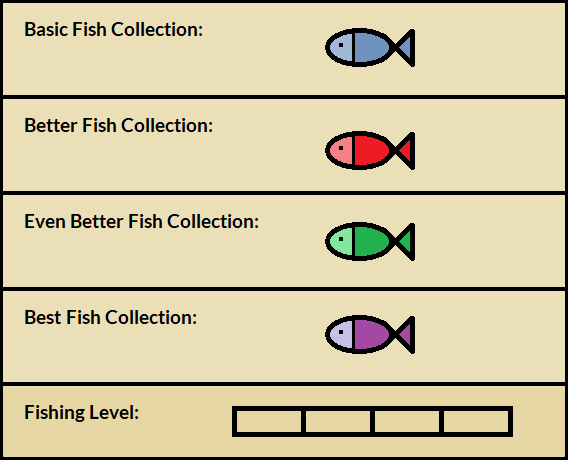 Basic Fish Collection:
Better Fish Collection:
Even Better Fish Collection:
Best Fish Collection:
Fishing Level: